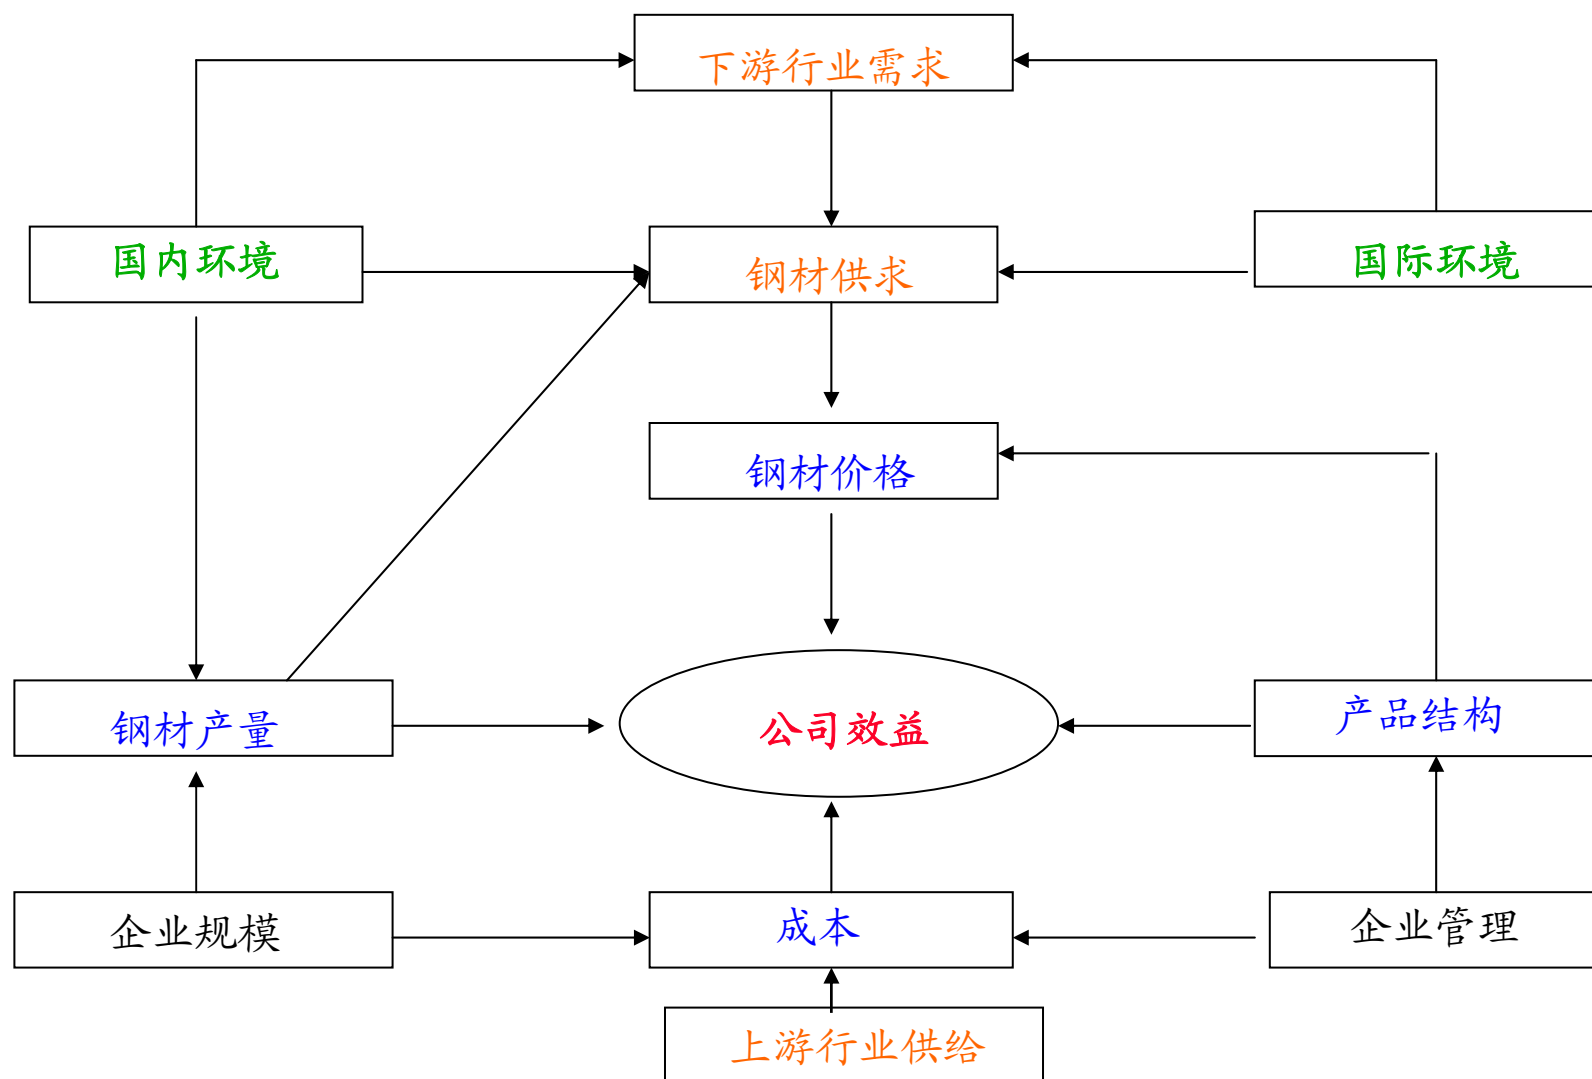 下游行业需求
国内环境
钢材供求
国际环境
钢材价格
钢材产量
公司效益
产品结构
企业规模
成本
企业管理
上游行业供给